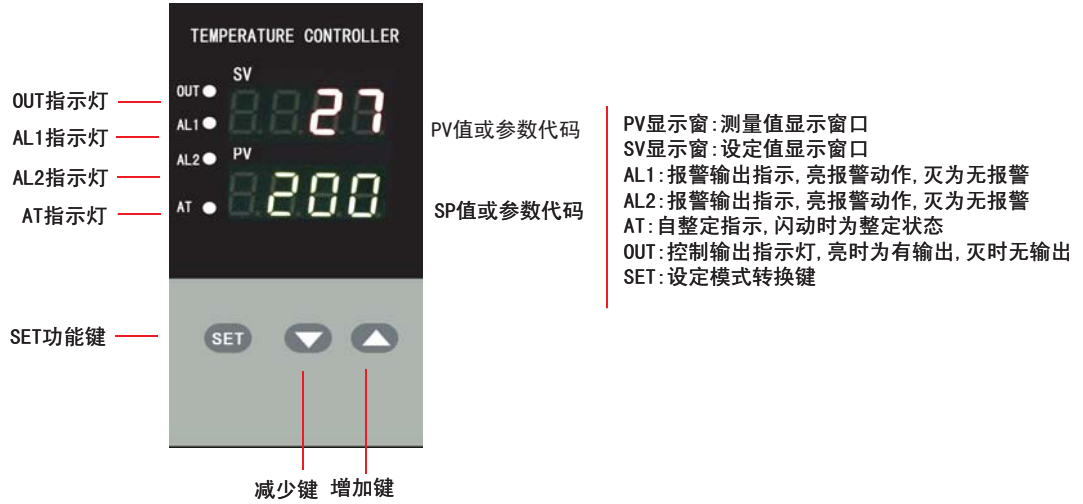 TEMPERATURE CONTROLLER
SV
OUT
27
AL1
AL2
PV
200
AT
SET
OUT指示灯
AL1指示灯
AL2指示灯
AT指示灯
SET功能键
减少键
增加键
PV值或参数代码
SP值或参数代码
PV显示窗:测量值显示窗口
SV显示窗:设定值显示窗口
AL1:报警输出指示,亮报警动作,灭为无报警
AL2:报警输出指示,亮报警动作,灭为无报警
AT:自整定指示,闪动时为整定状态
OUT:控制输出指示灯,亮时为有输出,灭时无输出
SET:设定模式转换键